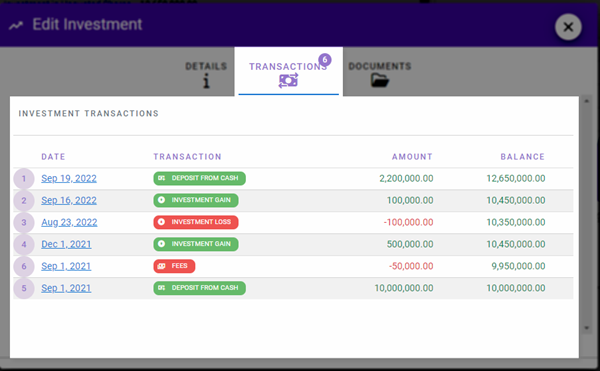 Edit Investment
DETAILS
TRANSACTIONS 6
DOCUMENTS
INVESTMENT TRANSACTIONS
DATE TRANSACTION AMOUNT BALANCE
1 Sep 19, 2022 DEPOSIT FROM CASH 2,200,000.00 12,650,000.00
2 Sep 16, 2022 INVESTMENT GAIN 100,000.00 10,450,000.00
3 Aug 23, 2022 INVESTMENT LOSS -100,000.00 10,350,000.00
4 Dec 1, 2021 INVESTMENT GAIN 500,000.00 10,450,000.00
6 Sep 1, 2021 FEES -50,000.00 9,950,000.00
5 Sep 1, 2021 DEPOSIT FROM CASH 10,000,000.00 10,000,000.00